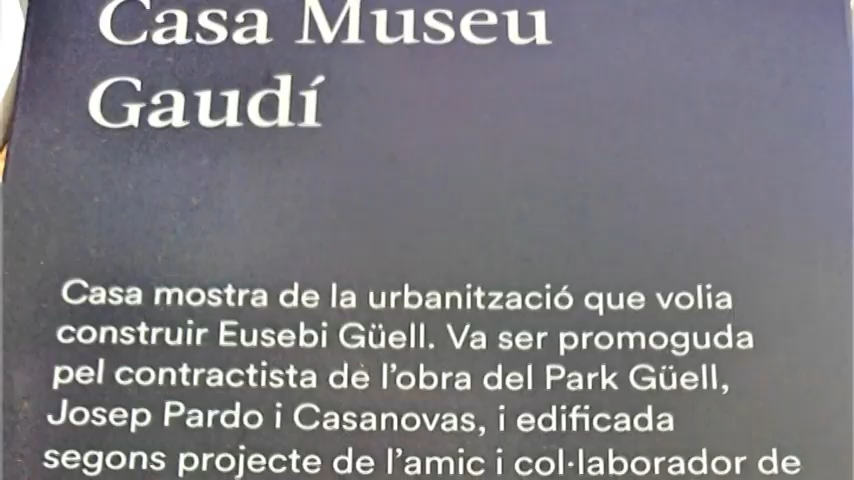 Casa Museu
Gaudí
Casa mostra de la urbanització que volia
construir Eusebi Güell. Va ser promoguda
pel contractista de l'obra del Park Güell,
Josep Pardo i Casanovas, i edificada
segons projecte de l'amic i col·laborador de